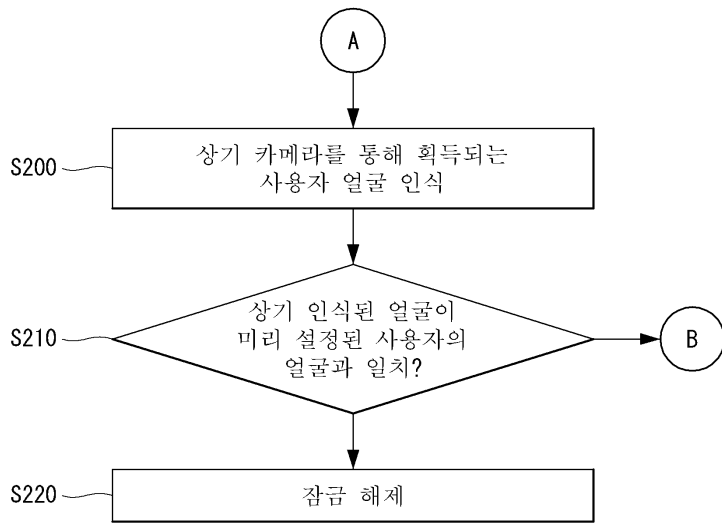 A
S200
상기 카메라를 통해 획득되는
사용자 얼굴 인식
S210
상기 인식된 얼굴이
미리 설정된 사용자의
얼굴과 일치?
B
S220
잠금 해제